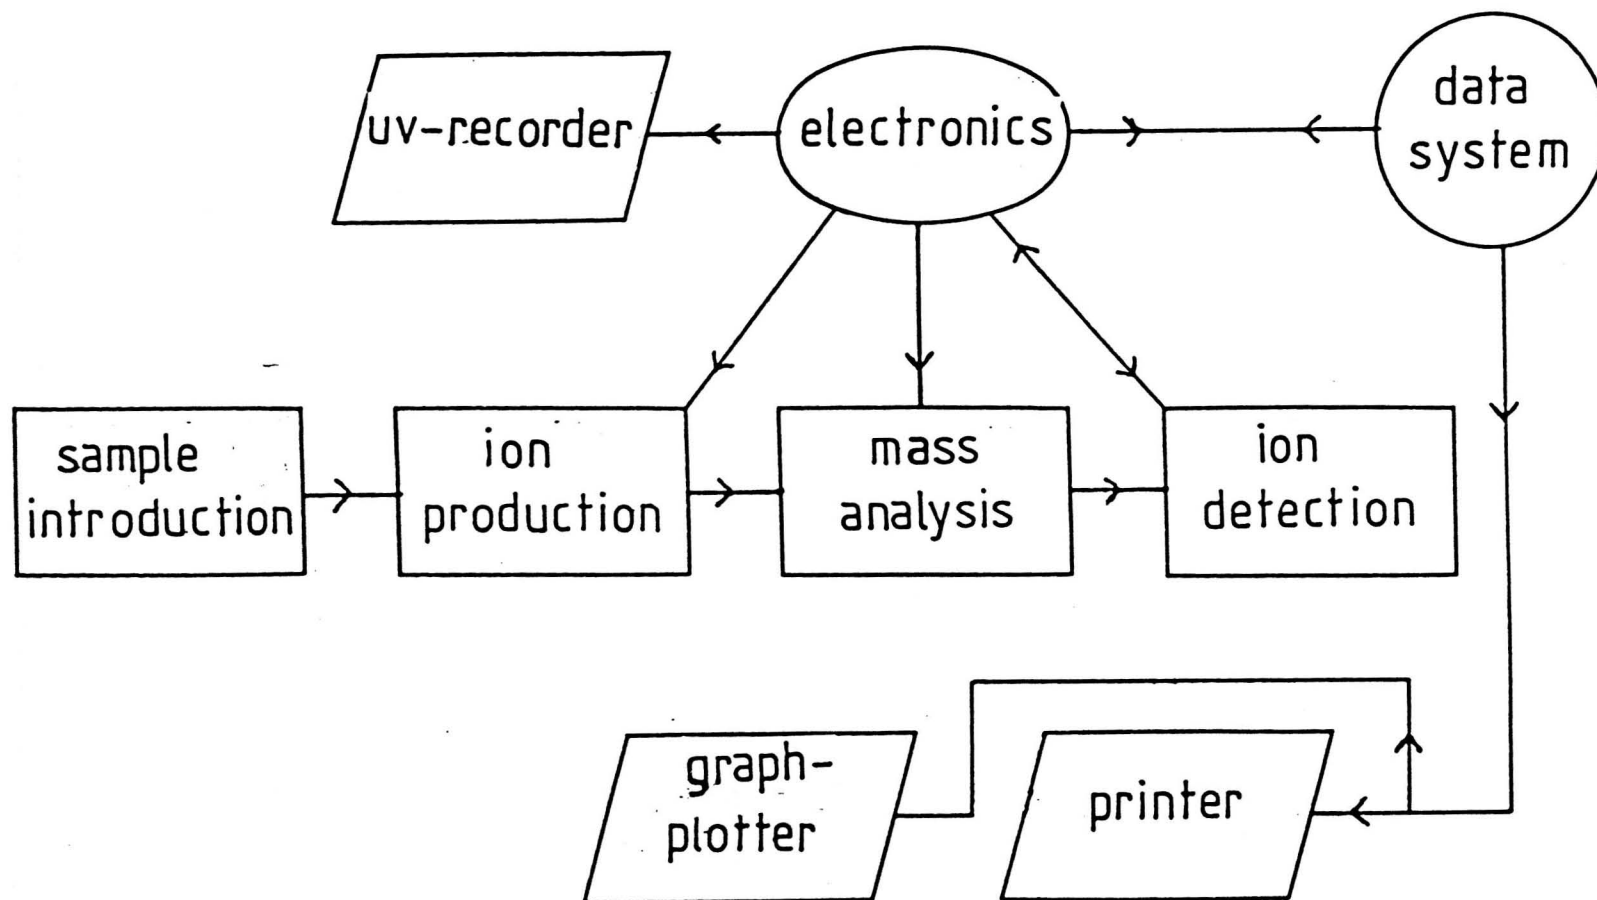 uv-recorder
electronics
data
system
sample
introduction
ion
production
mass
analysis
ion
detection
graph-
plotter
printer